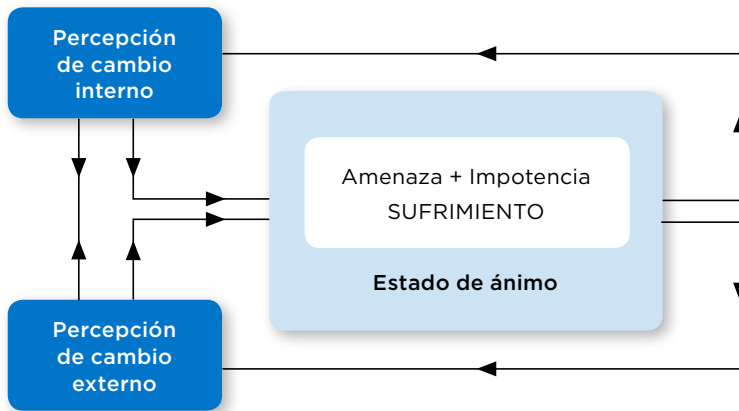 Percepción
de cambio
interno
Amenaza + Impotencia
SUFRIMIENTO
Estado de ánimo
Percepción
de cambio
externo